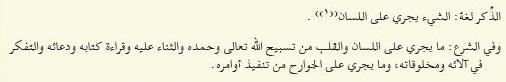 الذِّكر لغة: الشيء يجري على اللسان((١)) .
وفي الشرع: ما يجري على اللسان والقلب من تسبيح الله تعالى وحمده والثناء عليه وقراءة كتابه ودعائه والتفكر
في آلائه ومخلوقاته، وما يجري على الجوارح من تنفيذ أوامره.